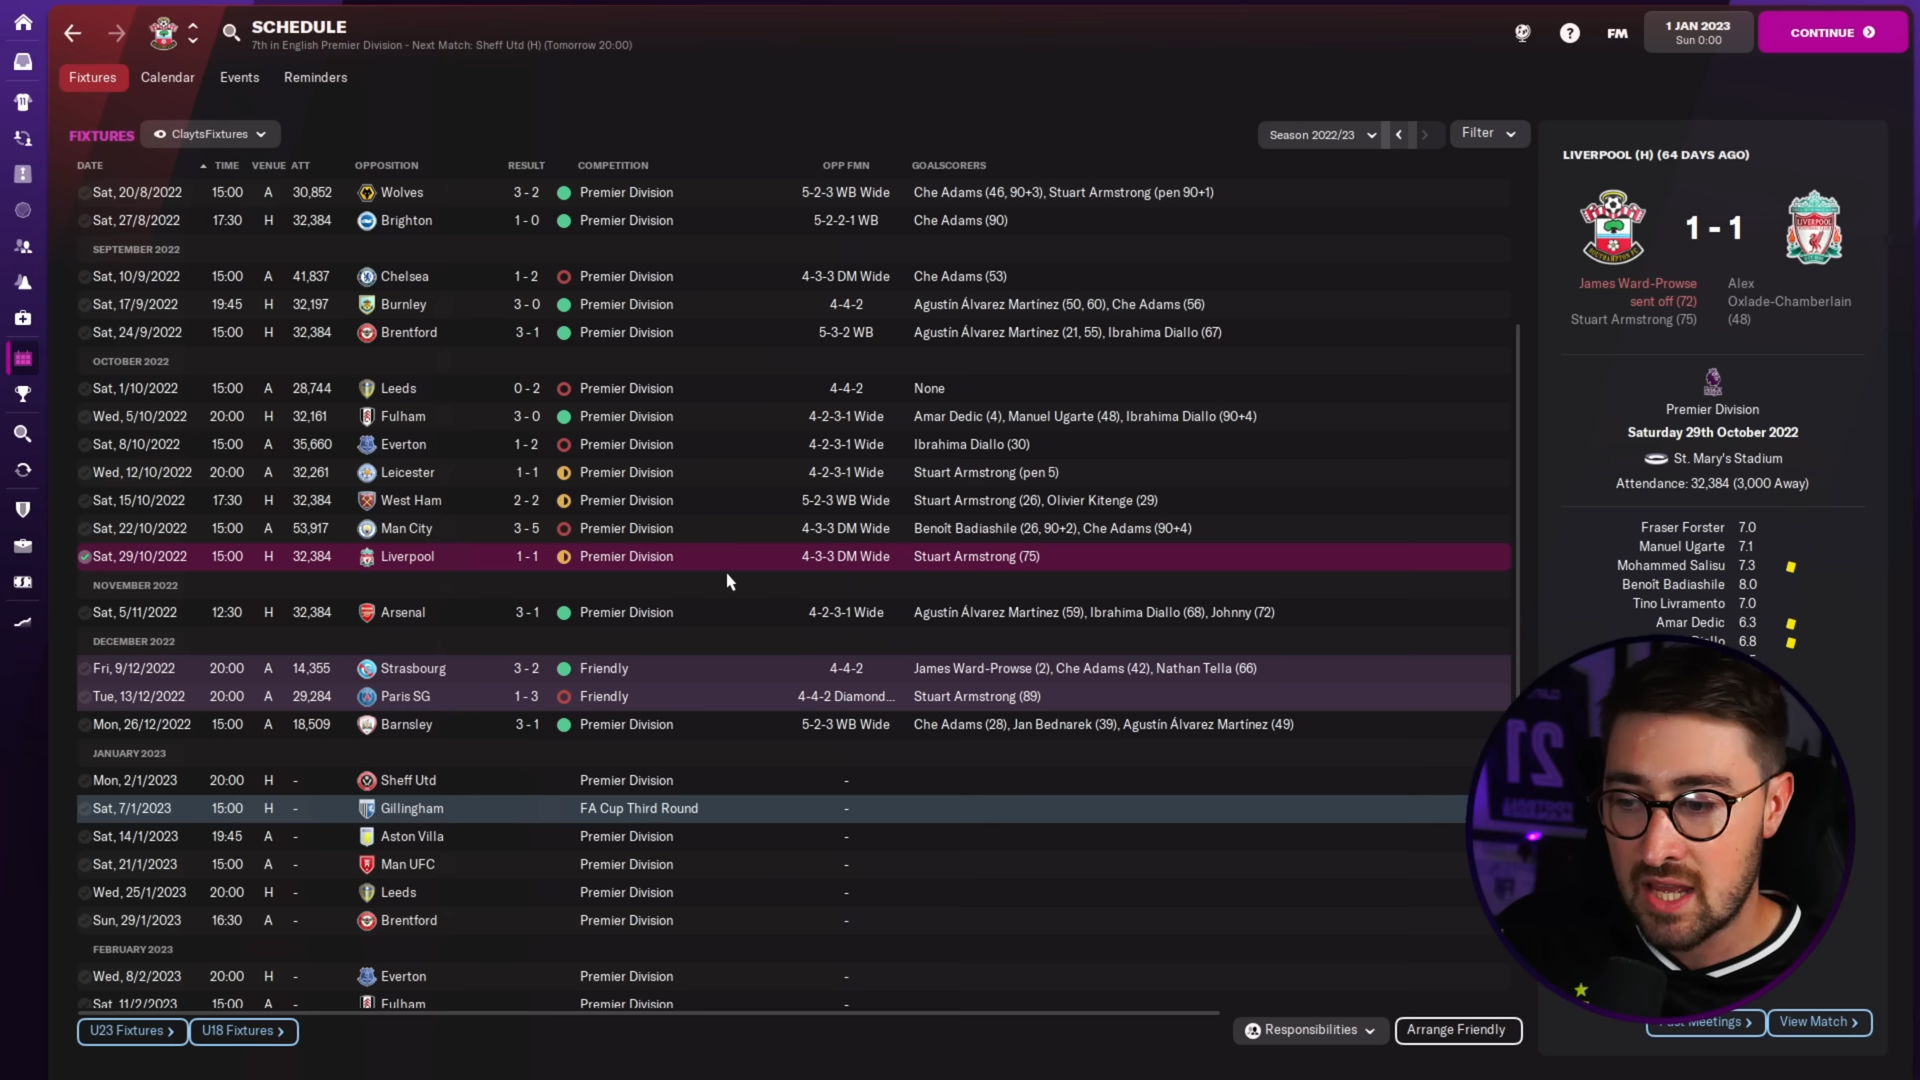 SCHEDULE
7th in English Premier Division - Next Match: Sheff Utd (H) (Tomorrow 20:00)
FM
1 JAN 2023
Sun 0:00
CONTINUE
Fixtures Calendar Events Reminders
FIXTURES ClaytsFixtures Season 2022/23 Filter
DATE TIME VENUE ATT OPPOSITION RESULT COMPETITION OPP FMN GOALSCORERS
Sat, 20/8/2022 15:00 A 30,852 Wolves 3 - 2 Premier Division 5-2-3 WB Wide Che Adams (46, 90+3), Stuart Armstrong (pen 90+1)
Sat, 27/8/2022 17:30 H 32,384 Brighton 1 - 0 Premier Division 5-2-2-1 WB Che Adams (90)
SEPTEMBER 2022
Sat, 10/9/2022 15:00 A 41,837 Chelsea 1 - 2 Premier Division 4-3-3 DM Wide Che Adams (53)
Sat, 17/9/2022 19:45 H 32,197 Burnley 3 - 0 Premier Division 4-4-2 Agustín Álvarez Martínez (50, 60), Che Adams (56)
Sat, 24/9/2022 15:00 H 32,384 Brentford 3 - 1 Premier Division 5-3-2 WB Agustín Álvarez Martínez (21, 55), Ibrahima Diallo (67)
OCTOBER 2022
Sat, 1/10/2022 15:00 A 28,744 Leeds 0 - 2 Premier Division 4-4-2 None
Wed, 5/10/2022 20:00 H 32,161 Fulham 3 - 0 Premier Division 4-2-3-1 Wide Amar Dedic (4), Manuel Ugarte (48), Ibrahima Diallo (90+4)
Sat, 8/10/2022 15:00 A 35,660 Everton 1 - 2 Premier Division 4-2-3-1 Wide Ibrahima Diallo (30)
Wed, 12/10/2022 20:00 A 32,261 Leicester 1 - 1 Premier Division 4-2-3-1 Wide Stuart Armstrong (pen 5)
Sat, 15/10/2022 17:30 H 32,384 West Ham 2 - 2 Premier Division 5-2-3 WB Wide Stuart Armstrong (26), Olivier Kitenge (29)
Sat, 22/10/2022 15:00 A 53,917 Man City 3 - 5 Premier Division 4-3-3 DM Wide Benoît Badiashile (26, 90+2), Che Adams (90+4)
Sat, 29/10/2022 15:00 H 32,384 Liverpool 1 - 1 Premier Division 4-3-3 DM Wide Stuart Armstrong (75)
NOVEMBER 2022
Sat, 5/11/2022 12:30 H 32,384 Arsenal 3 - 1 Premier Division 4-2-3-1 Wide Agustín Álvarez Martínez (59), Ibrahima Diallo (68), Johnny (72)
DECEMBER 2022
Fri, 9/12/2022 20:00 A 14,355 Strasbourg 3 - 2 Friendly 4-4-2 James Ward-Prowse (2), Che Adams (42), Nathan Tella (66)
Tue, 13/12/2022 20:00 A 29,284 Paris SG 1 - 3 Friendly 4-4-2 Diamond... Stuart Armstrong (89)
Mon, 26/12/2022 15:00 A 18,509 Barnsley 3 - 1 Premier Division 5-2-3 WB Wide Che Adams (28), Jan Bednarek (39), Agustín Álvarez Martínez (49)
JANUARY 2023
Mon, 2/1/2023 20:00 H - Sheff Utd Premier Division -
Sat, 7/1/2023 15:00 H - Gillingham FA Cup Third Round -
Sat, 14/1/2023 19:45 A - Aston Villa Premier Division -
Sat, 21/1/2023 15:00 A - Man UFC Premier Division -
Wed, 25/1/2023 20:00 H - Leeds Premier Division -
Sun, 29/1/2023 16:30 A - Brentford Premier Division -
FEBRUARY 2023
Wed, 8/2/2023 20:00 H - Everton Premier Division -
Sat, 11/2/2023 15:00 A - Fulham Premier Division -
U23 Fixtures U18 Fixtures Responsibilities Arrange Friendly
LIVERPOOL (H) (64 DAYS AGO)
1 - 1
James Ward-Prowse
sent off (72)
Stuart Armstrong (75)
Alex
Oxlade-Chamberlain
(48)
Premier Division
Saturday 29th October 2022
St. Mary's Stadium
Attendance: 32,384 (3,000 Away)
Fraser Forster 7.0
Manuel Ugarte 7.1
Mohammed Salisu 7.3
Benoît Badiashile 8.0
Tino Livramento 7.0
Amar Dedic 6.3
6.8
21
Meetings View Match